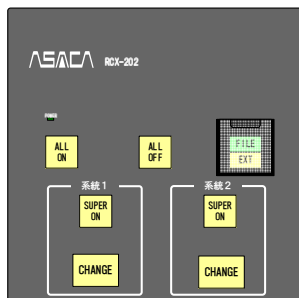 ASACA RCX-202
POWER
ALL
ON
ALL
OFF
FILE
EXT
系統1
系統2
SUPER
ON
SUPER
ON
CHANGE
CHANGE